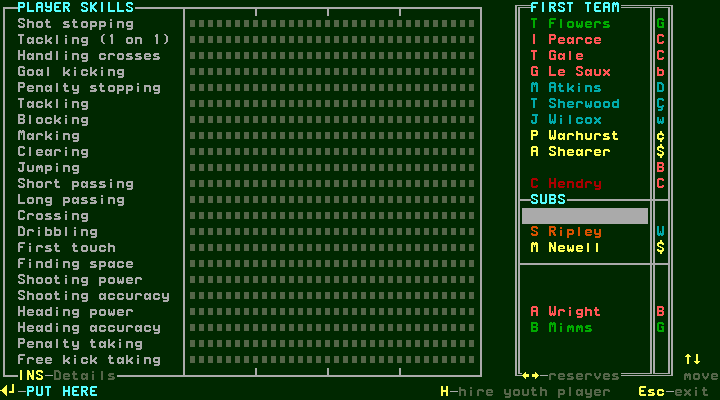 PLAYER SKILLS
Shot stopping
Tackling (1 on 1)
Handling crosses
Goal kicking
Penalty stopping
Tackling
Blocking
Marking
Clearing
Jumping
Short passing
Long passing
Crossing
Dribbling
First touch
Finding space
Shooting power
Shooting accuracy
Heading power
Heading accuracy
Penalty taking
Free kick taking
INS-Details
FIRST TEAM
T Flowers G
I Pearce C
T Gale C
G Le Saux b
M Atkins D
T Sherwood Ç
J Wilcox w
P Warhurst ¢
A Shearer $
B
C Hendry C
SUBS
S Ripley W
M Newell $
A Wright B
B Mimms G
↔reserves
↑↓
move
↵-PUT HERE
H-hire youth player
Esc-exit